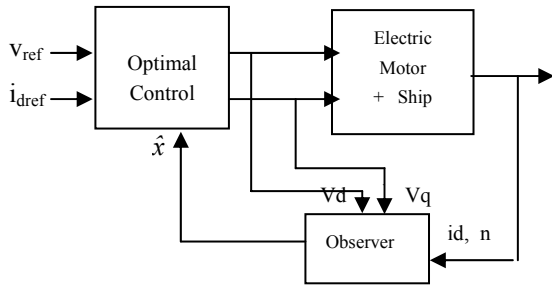 v_ref
i_dref
Optimal
Control
Electric
Motor
+ Ship
x̂
Vd
Vq
Observer
id, n